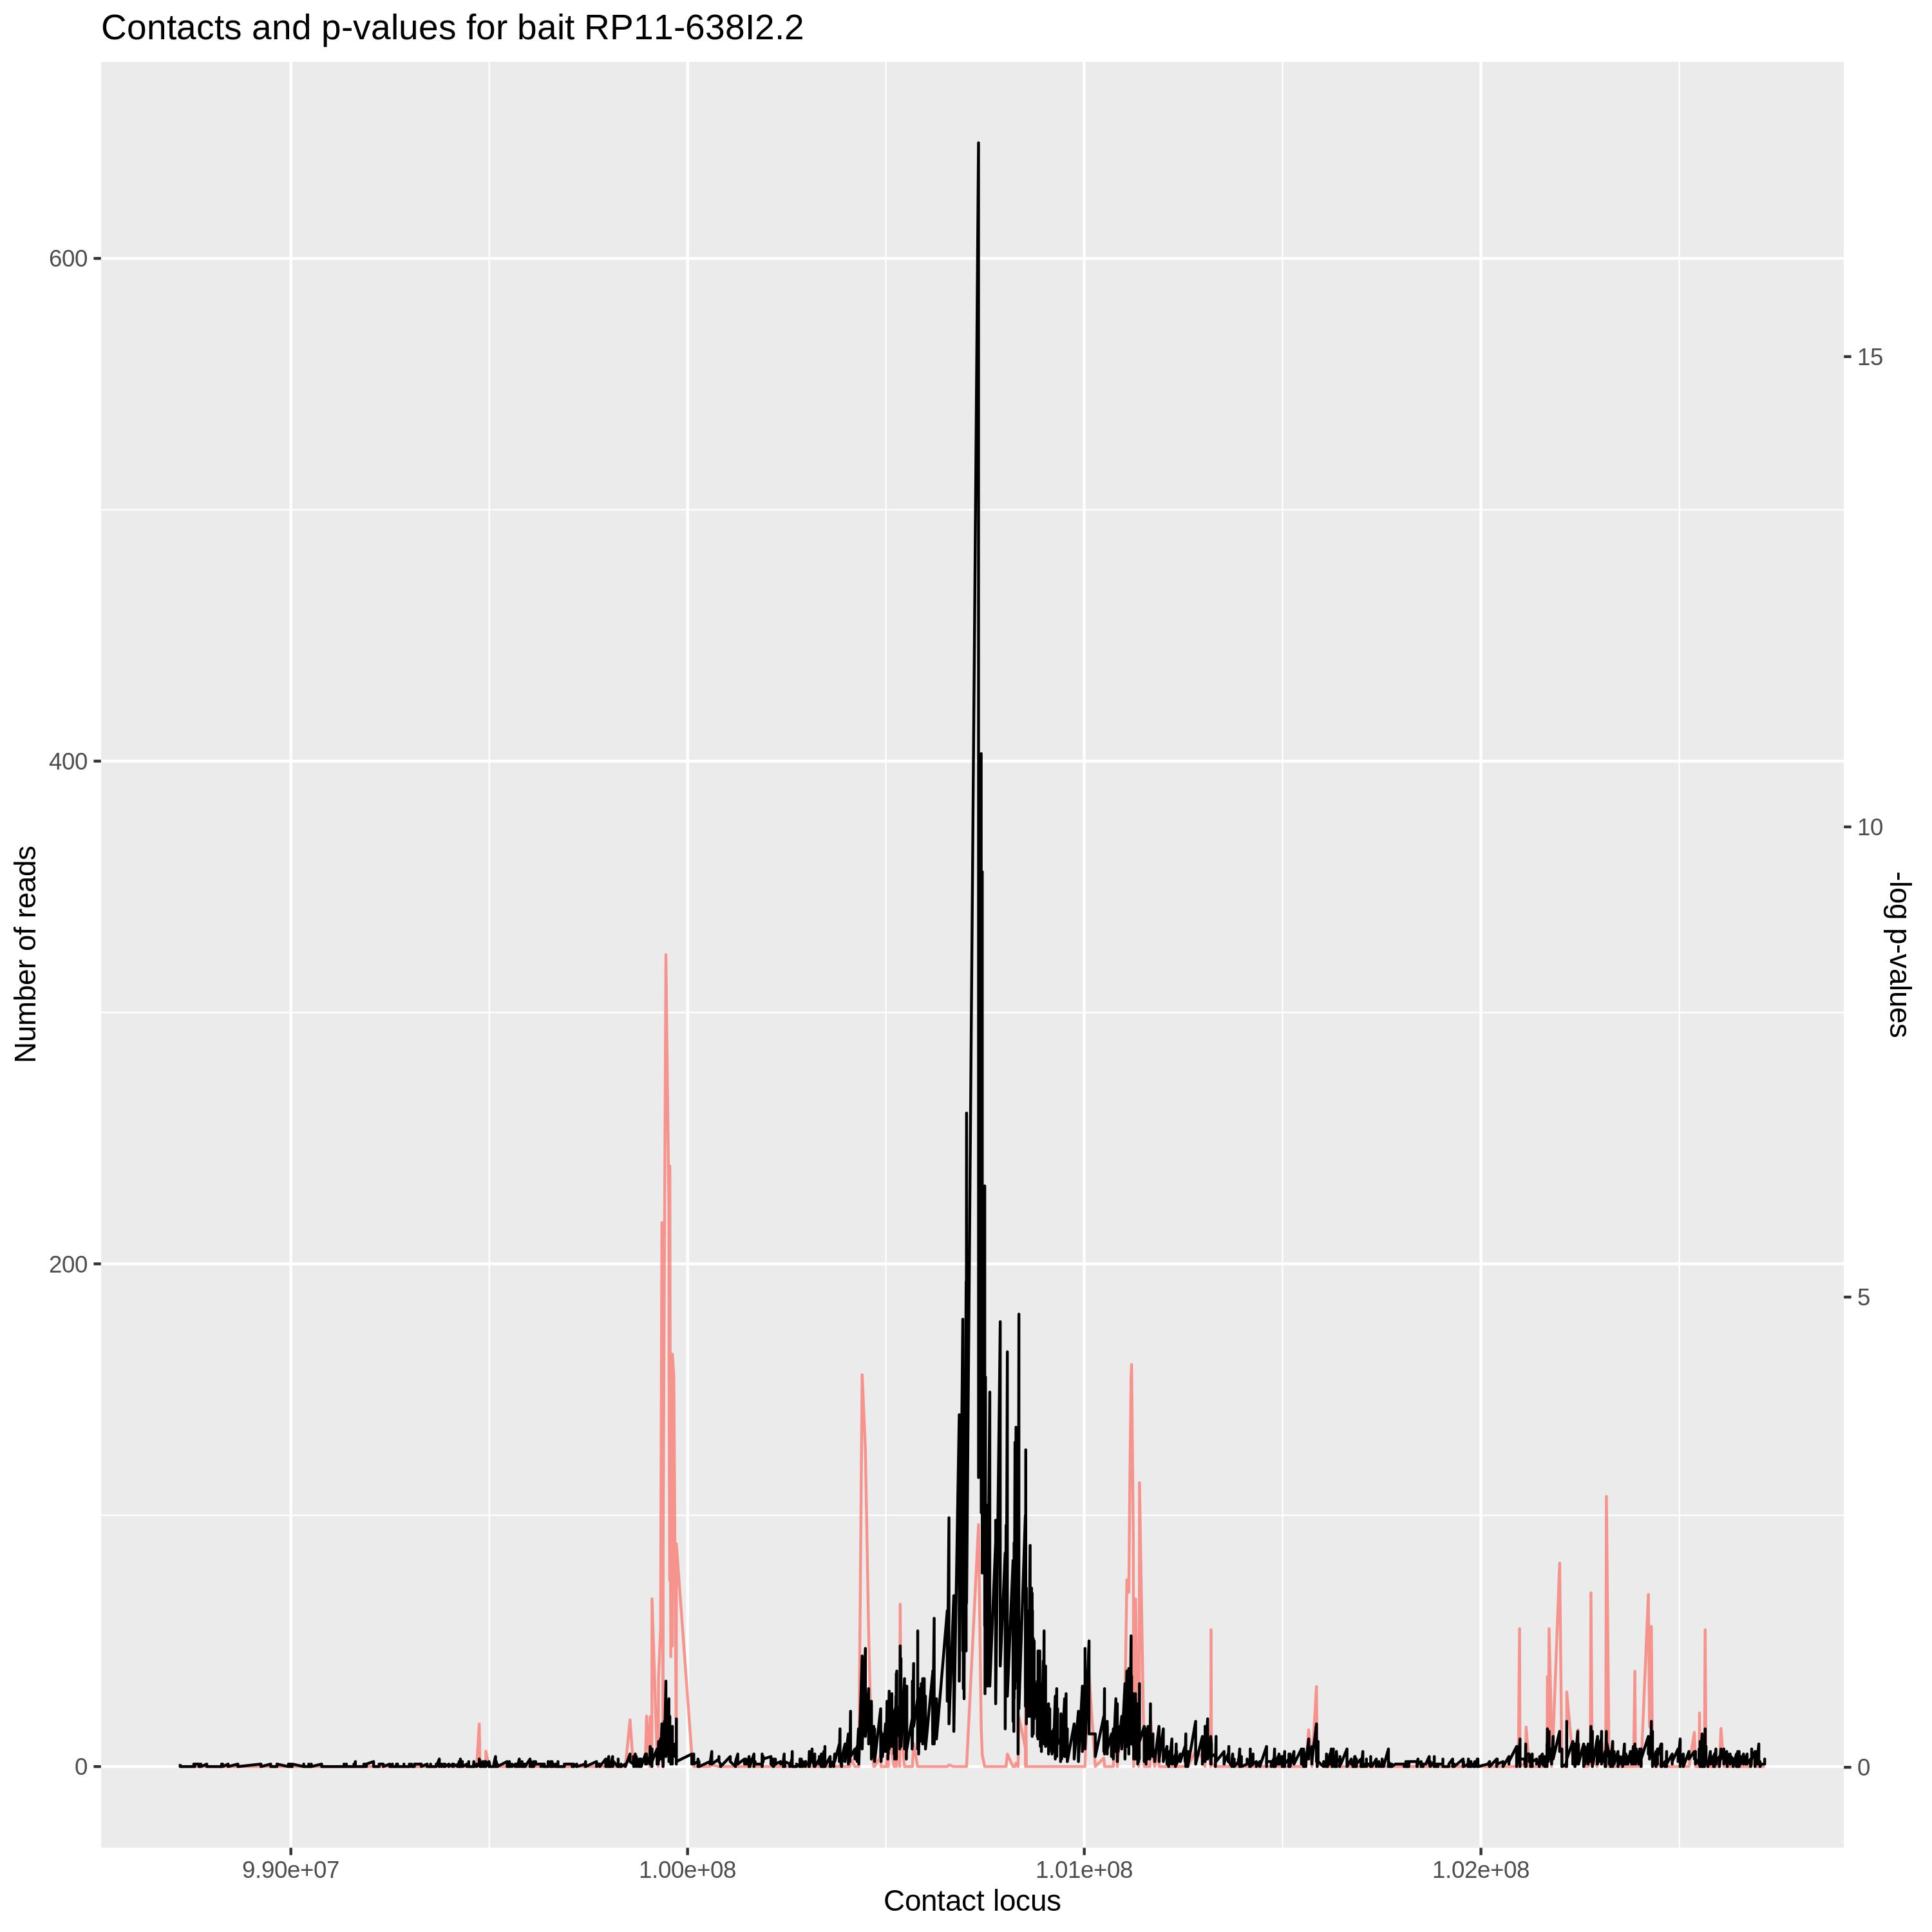 Contacts and p-values for bait RP11-638I2.2
Number of reads
600
400
200
0
15
10
5
0
-log p-values
9.90e+07
1.00e+08
1.01e+08
1.02e+08
Contact locus